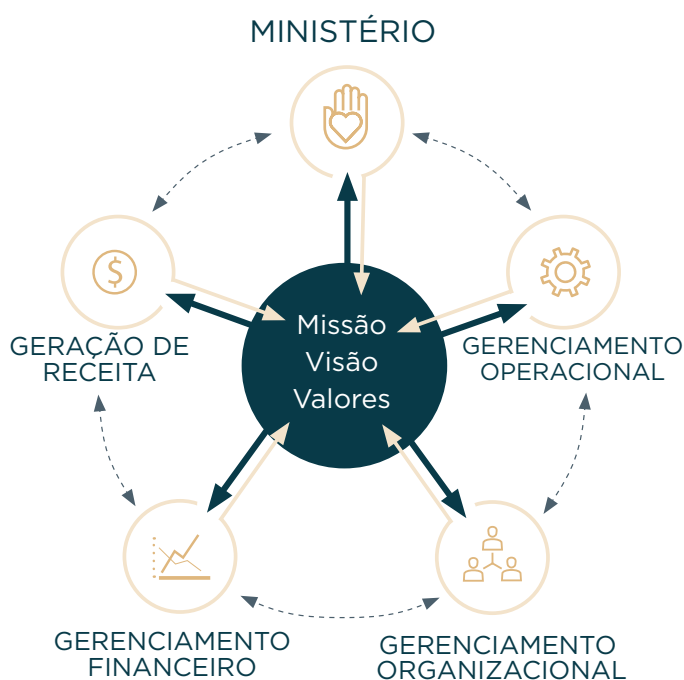 MINISTÉRIO
$
GERAÇÃO DE
RECEITA
Missão
Visão
Valores
GERENCIAMENTO
OPERACIONAL
GERENCIAMENTO
FINANCEIRO
GERENCIAMENTO
ORGANIZACIONAL